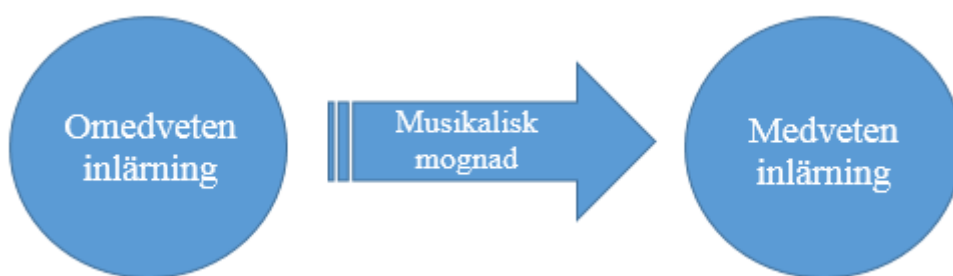 Omedveten
inlärning
Musikalisk
mognad
Medveten
inlärning